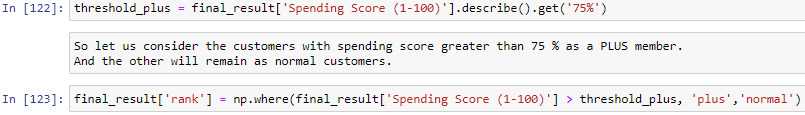 In [122]: threshold_plus = final_result['Spending Score (1-100)'].describe().get('75%')
So let us consider the customers with spending score greater than 75 % as a PLUS member.
And the other will remain as normal customers.
In [123]: final_result['rank'] = np.where(final_result['Spending Score (1-100)'] > threshold_plus, 'plus','normal')